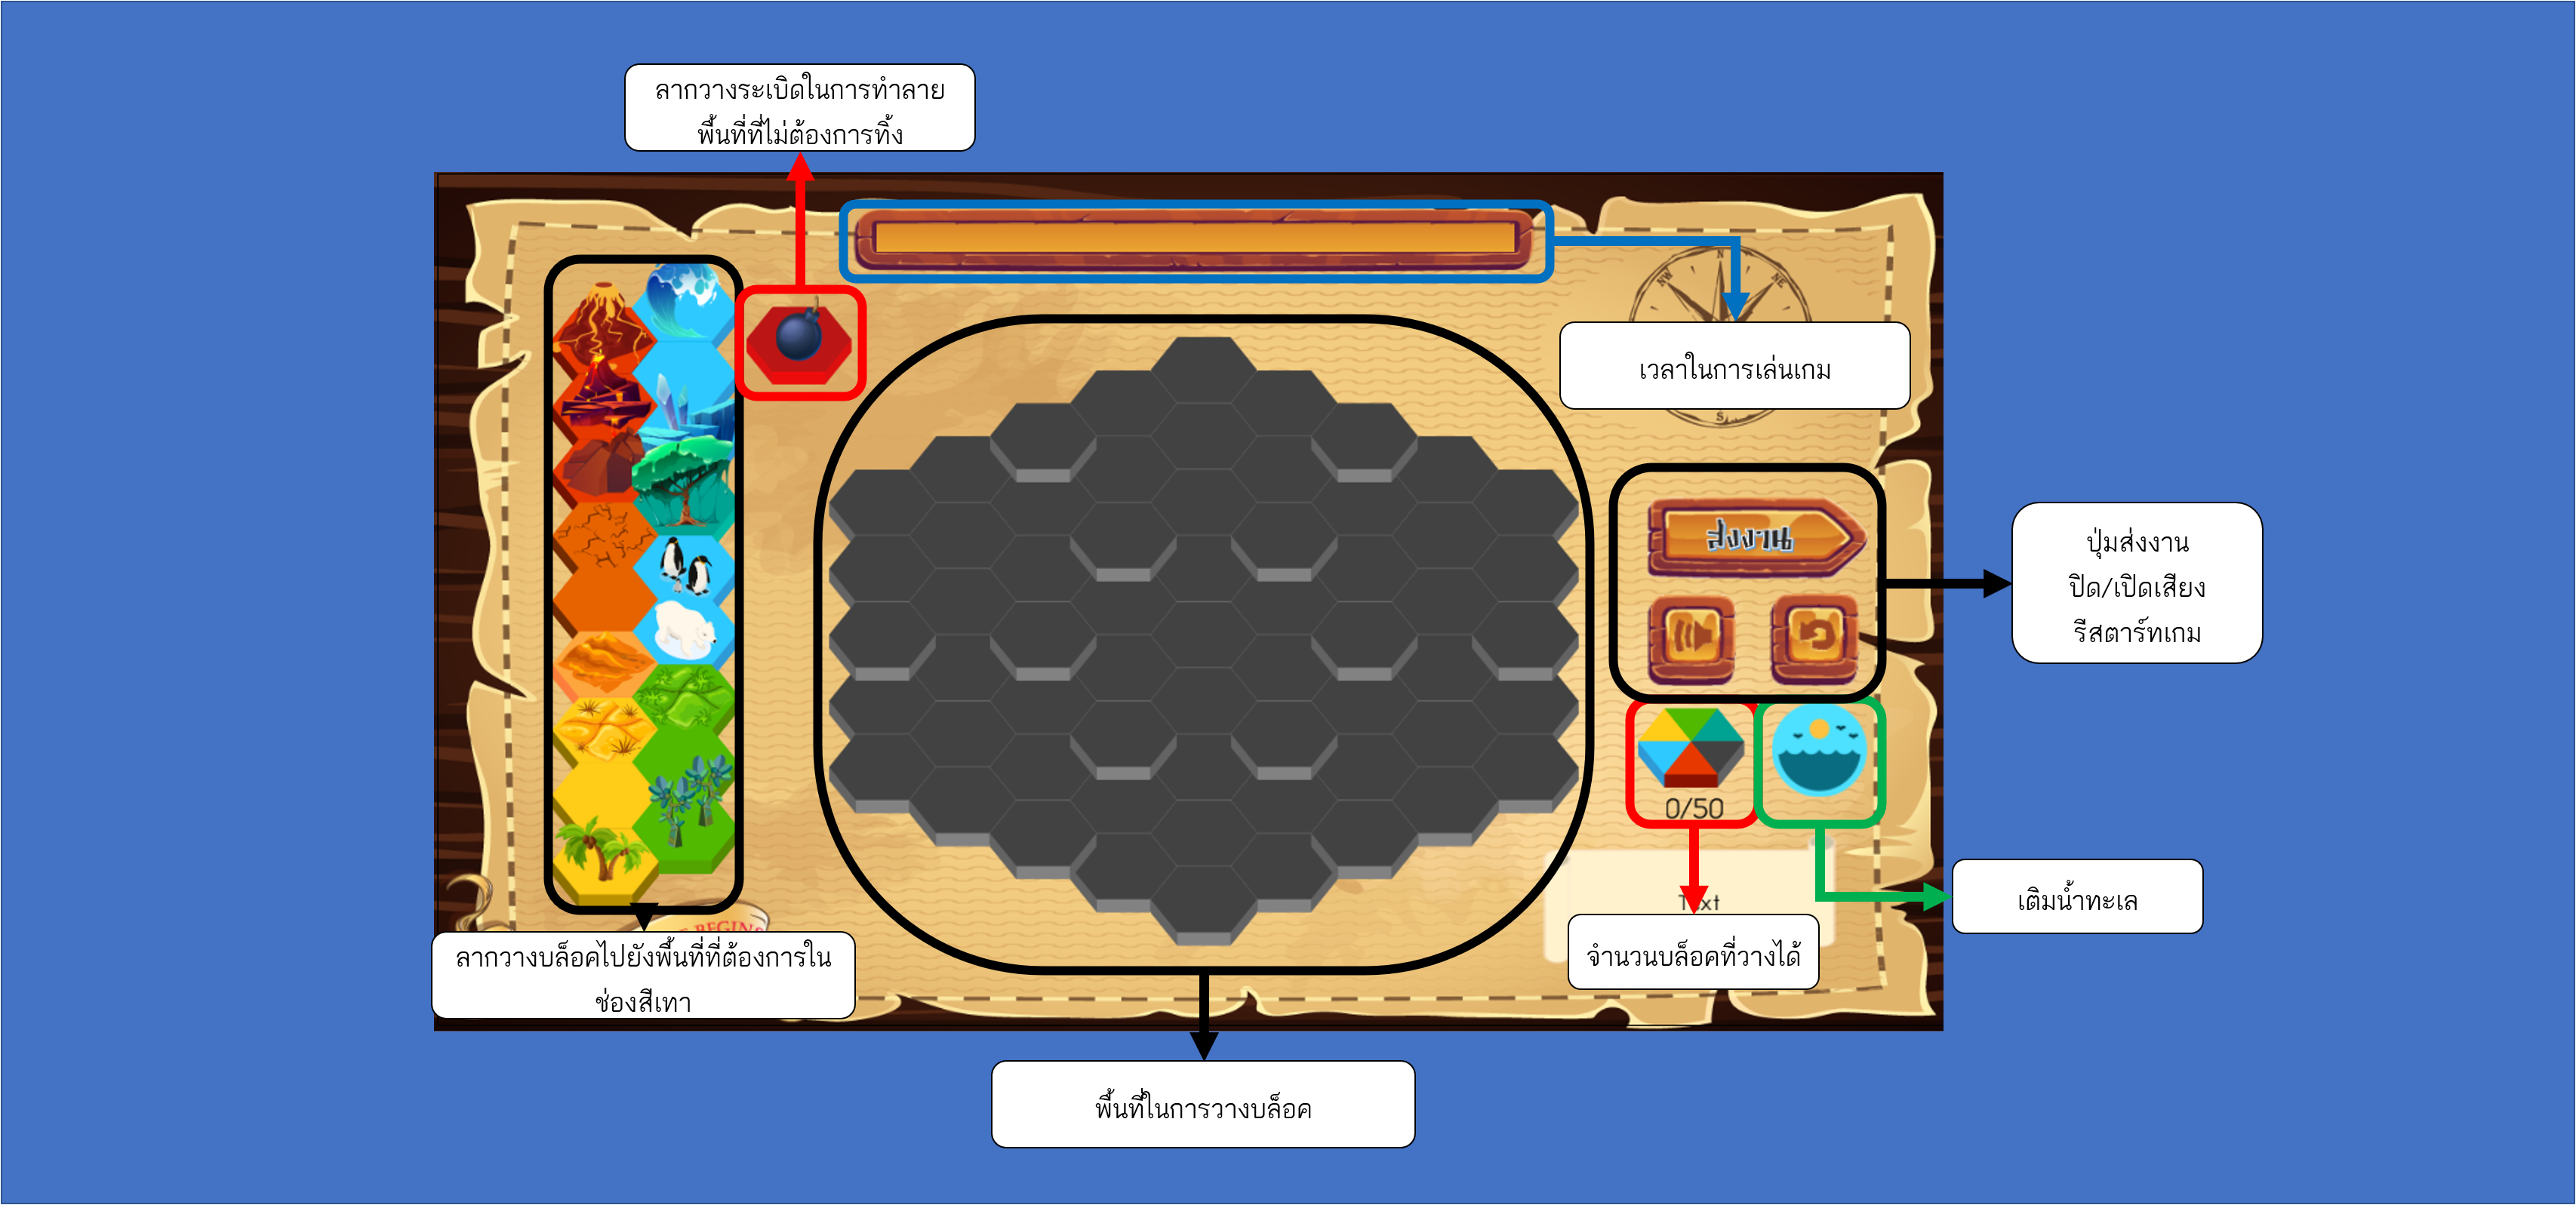 ลากวางระเบิดในการทำลาย
พื้นที่ที่ไม่ต้องการทิ้ง
N
NW
NE
เวลาในการเล่นเกม
S
ส่งงาน
ปุ่มส่งงาน
ปิด/เปิดเสียง
รีสตาร์ทเกม
0/50
เติมน้ำทะเล
BEGINS
ลากวางบล็อคไปยังพื้นที่ที่ต้องการใน
ช่องสีเทา
จำนวนบล็อคที่วางได้
พื้นที่ในการวางบล็อค